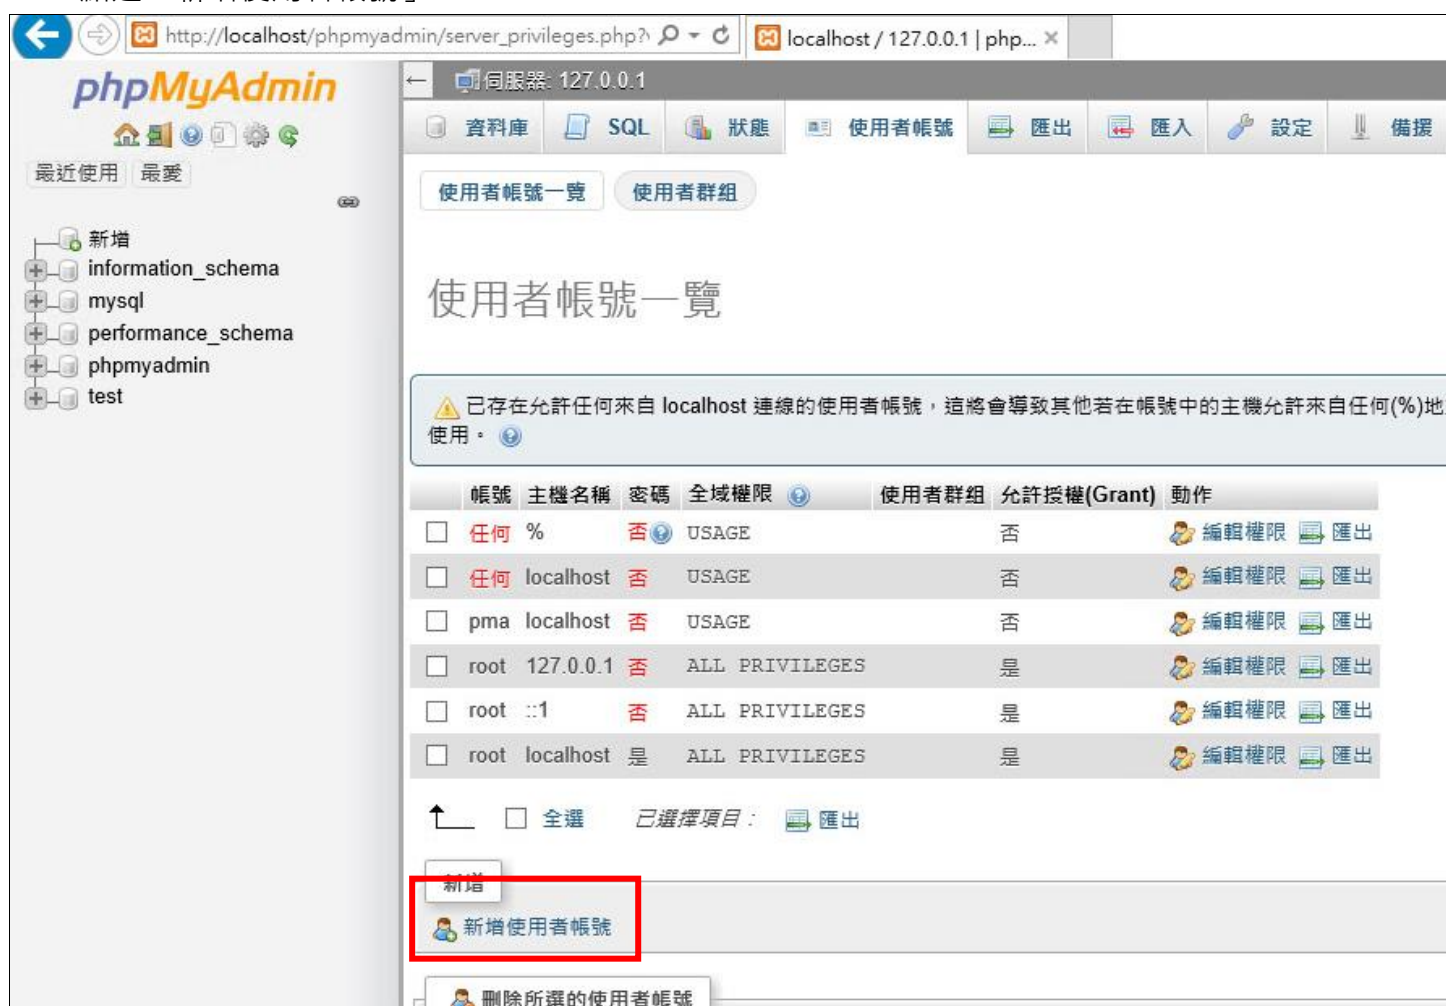 http://localhost/phpmyadmin/server_privileges.php?
localhost / 127.0.0.1 | php...
phpMyAdmin
最近使用 最愛
新增
information_schema
mysql
performance_schema
phpmyadmin
test
伺服器: 127.0.0.1
資料庫 SQL 狀態 使用者帳號 匯出 匯入 設定 備援
使用者帳號一覽 使用者群組
使用者帳號一覽
已存在允許任何來自 localhost 連線的使用者帳號，這將會導致其他若在帳號中的主機允許來自任何(%)地
使用。
帳號 主機名稱 密碼 全域權限 使用者群組 允許授權(Grant) 動作
任何 % 否 USAGE 否 編輯權限 匯出
任何 localhost 否 USAGE 否 編輯權限 匯出
pma localhost 否 USAGE 否 編輯權限 匯出
root 127.0.0.1 否 ALL PRIVILEGES 是 編輯權限 匯出
root ::1 否 ALL PRIVILEGES 是 編輯權限 匯出
root localhost 是 ALL PRIVILEGES 是 編輯權限 匯出
全選 已選擇項目： 匯出
新增
新增使用者帳號
刪除所選的使用者帳號